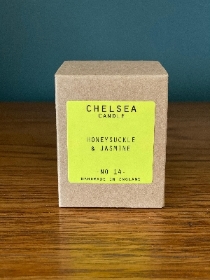 CHELSEA
CANDLE
HONEYSUCKLE
& JASMINE
NO 14-
HANDMADE IN ENGLAND